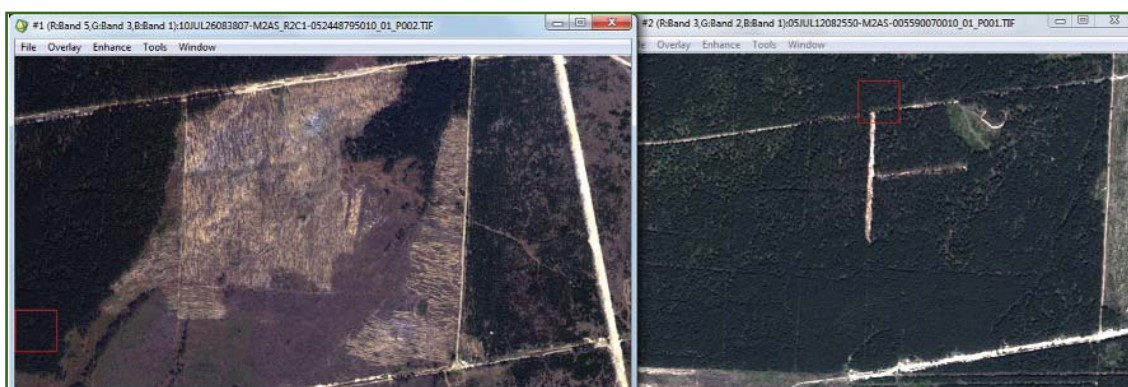 #1 (R:Band 5,G:Band 3,B:Band 1):10JUL26083807-M2AS_R2C1-052448795010_01_P002.TIF
File Overlay Enhance Tools Window
#2 (R:Band 3,G:Band 2,B:Band 1):05JUL12082550-M2AS-005590070010_01_P001.TIF
Overlay Enhance Tools Window